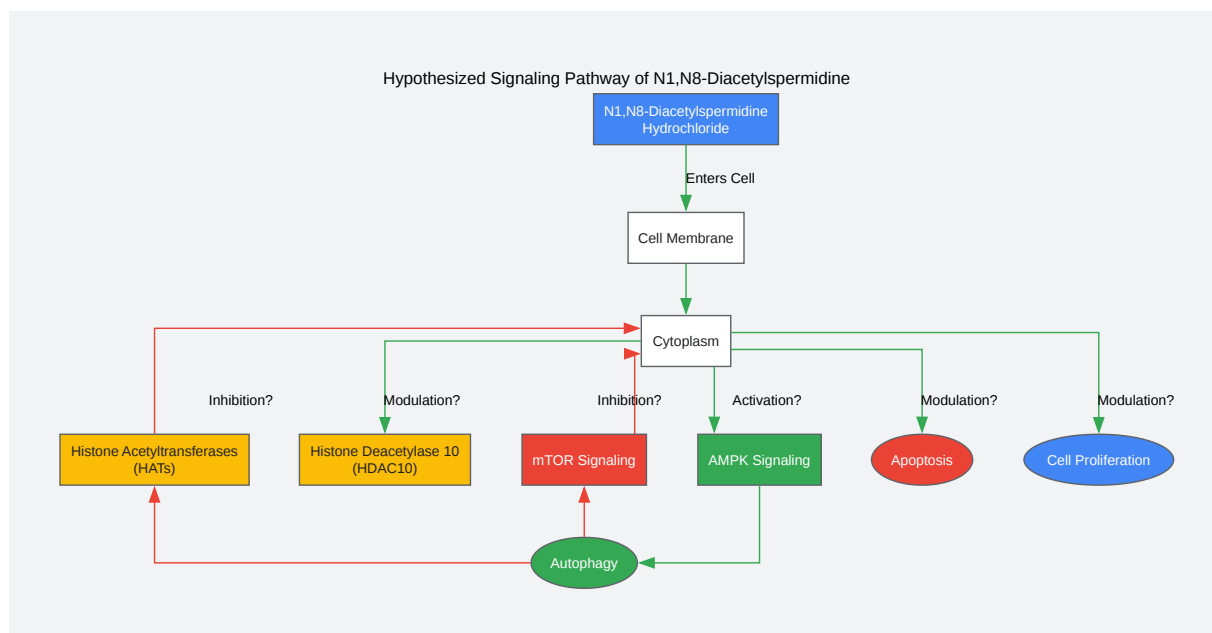 Hypothesized Signaling Pathway of N1,N8-Diacetylspermidine
N1,N8-Diacetylspermidine
Hydrochloride
Enters Cell
Cell Membrane
Cytoplasm
Inhibition?
Modulation?
Inhibition?
Activation?
Modulation?
Modulation?
Histone Acetyltransferases
(HATs)
Histone Deacetylase 10
(HDAC10)
mTOR Signaling
AMPK Signaling
Apoptosis
Cell Proliferation
Autophagy